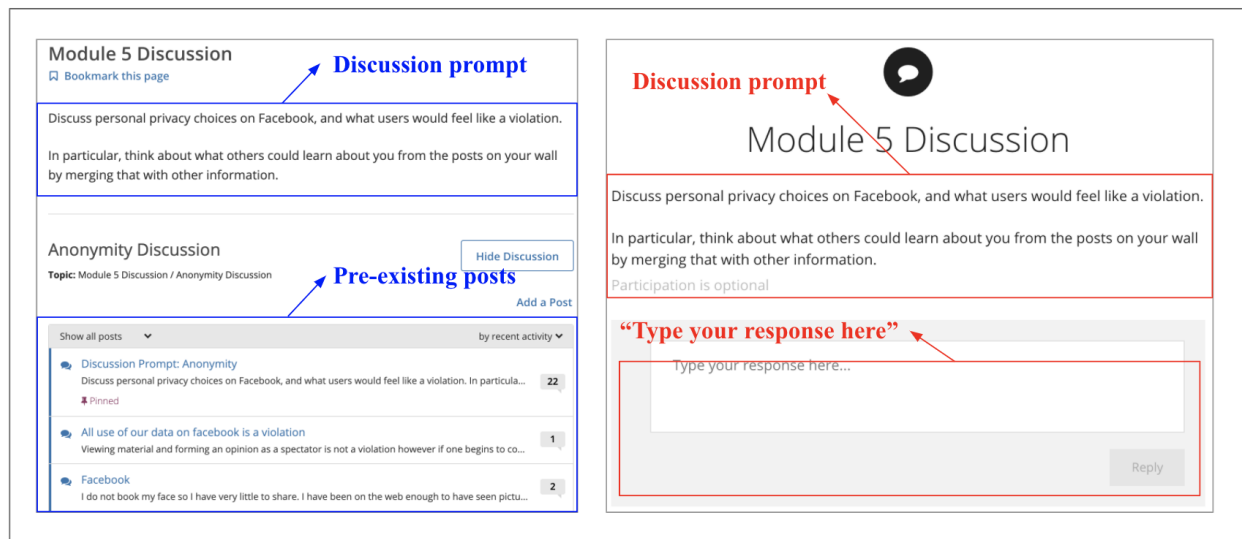 Module 5 Discussion
Bookmark this page
Discussion prompt
Discuss personal privacy choices on Facebook, and what users would feel like a violation.
In particular, think about what others could learn about you from the posts on your wall
by merging that with other information.
Anonymity Discussion
Hide Discussion
Topic: Module 5 Discussion / Anonymity Discussion
Pre-existing posts
Add a Post
Show all posts
by recent activity
Discussion Prompt: Anonymity
Discuss personal privacy choices on Facebook, and what users would feel like a violation. In particula...
22
Pinned
All use of our data on facebook is a violation
Viewing material and forming an opinion as a spectator is not a violation however if one begins to co...
1
Facebook
I do not book my face so I have very little to share. I have been on the web enough to have seen pictu...
2
Discussion prompt
Module 5 Discussion
Discuss personal privacy choices on Facebook, and what users would feel like a violation.
In particular, think about what others could learn about you from the posts on your wall
by merging that with other information.
Participation is optional
“Type your response here”
Type your response here...
Reply